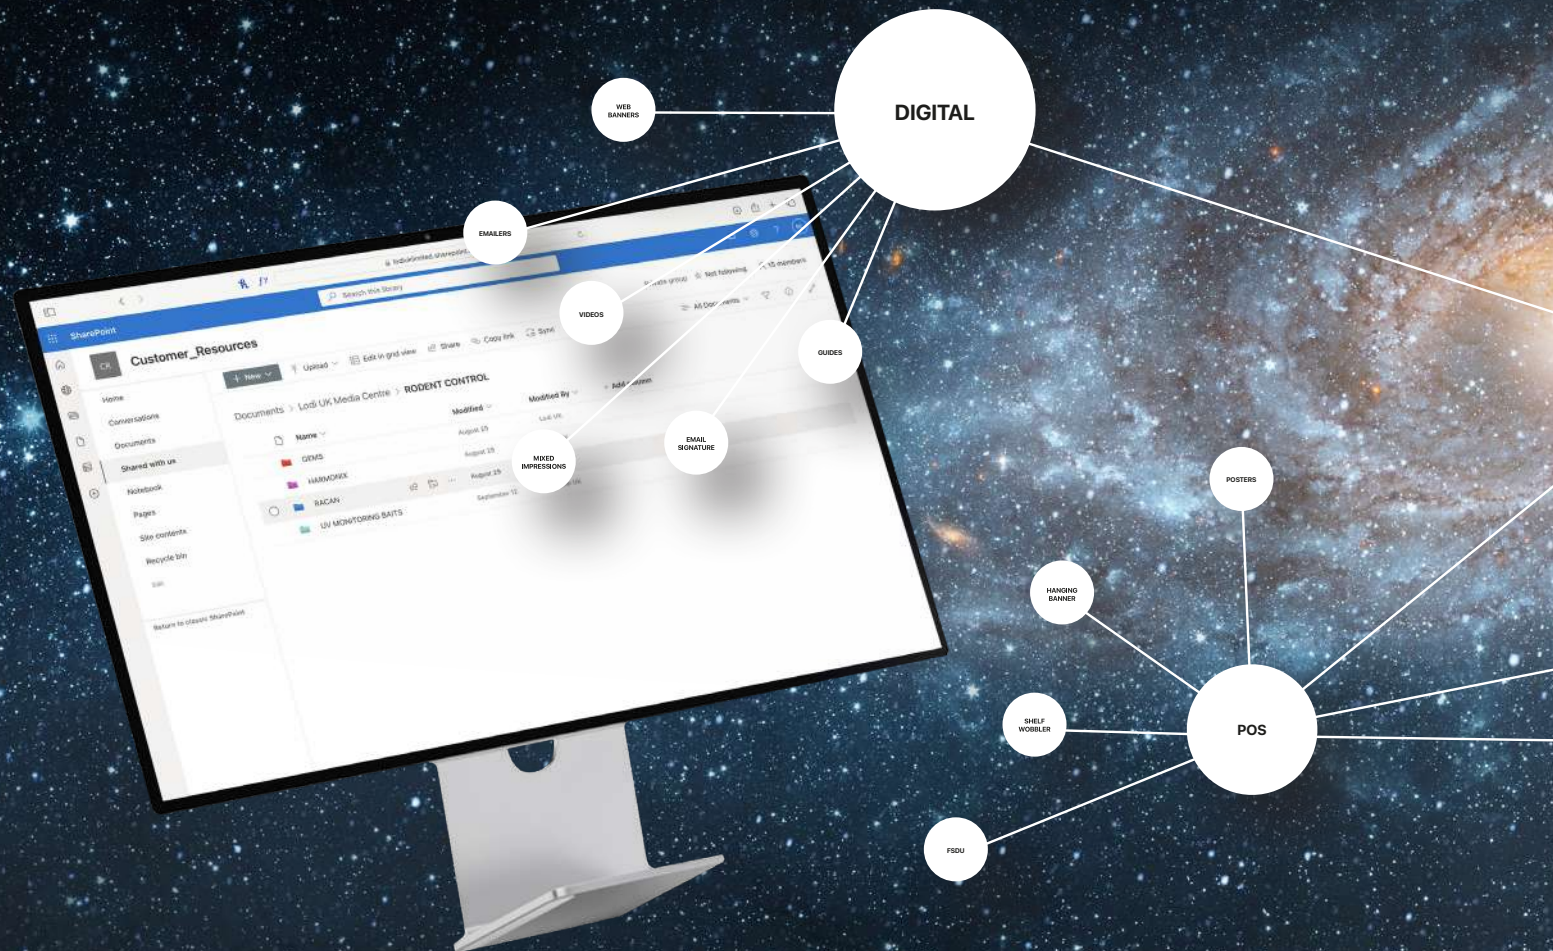 DIGITAL
WEB
BANNERS
EMAILERS
VIDEOS
GUIDES
EMAIL
SIGNATURE
MIXED
IMPRESSIONS
POSTERS
HANGING
BANNER
SHELF
WOBBLER
POS
FSDU
SharePoint
Search this library
CR
Customer_Resources
Not following
15 members
+ New
Upload
Edit in grid view
Share
Copy link
Sync
All Documents
Home
Conversations
Documents
Shared with us
Notebook
Pages
Site contents
Recycle bin
Edit
Return to classic SharePoint
Documents > Lodi UK Media Centre > RODENT CONTROL
Name
Modified
Modified By
GEMS
August 25
Lodi UK
HARMONIX
August 25
RACAN
August 25
UV MONITORING BAITS
September 12